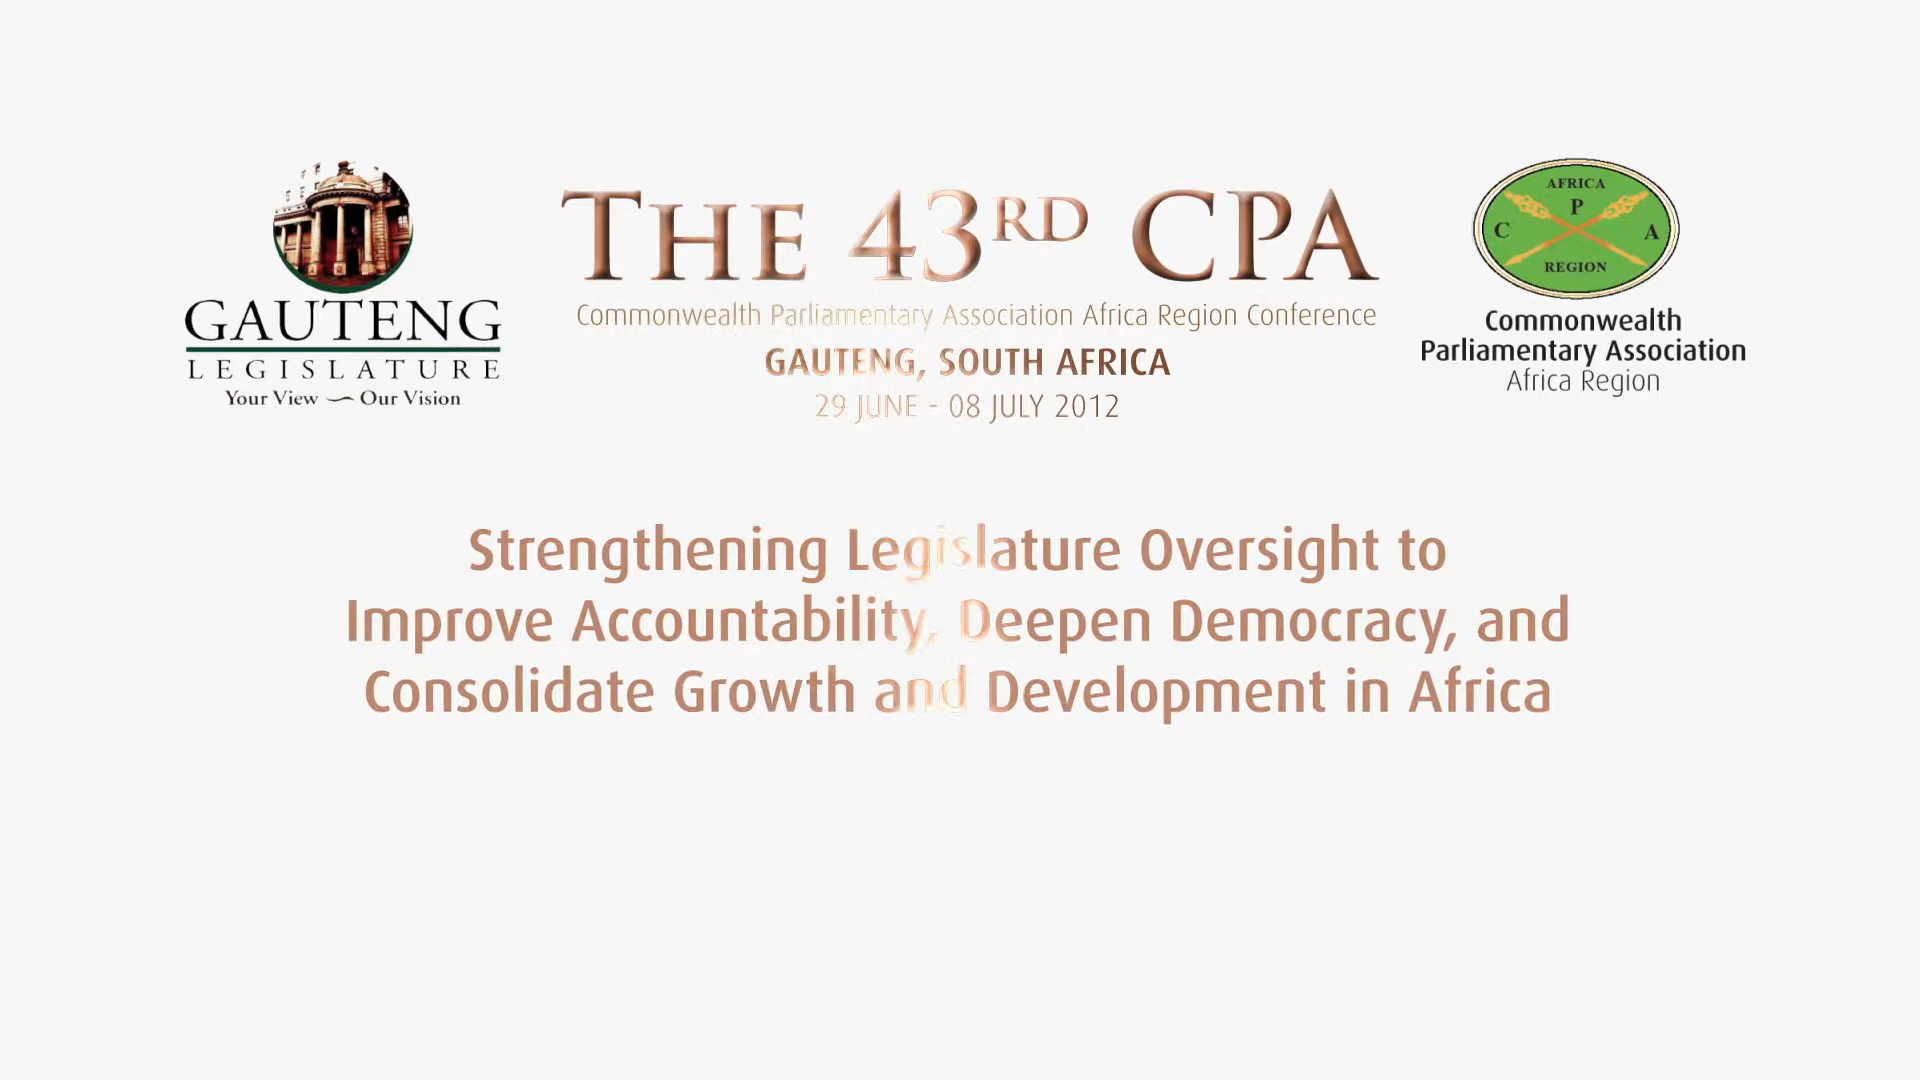 GAUTENG
LEGISLATURE
Your View — Our Vision
THE 43RD CPA
Commonwealth Parliamentary Association Africa Region Conference
GAUTENG, SOUTH AFRICA
29 JUNE - 08 JULY 2012
AFRICA
P
C A
REGION
Commonwealth
Parliamentary Association
Africa Region
Strengthening Legislature Oversight to
Improve Accountability, Deepen Democracy, and
Consolidate Growth and Development in Africa